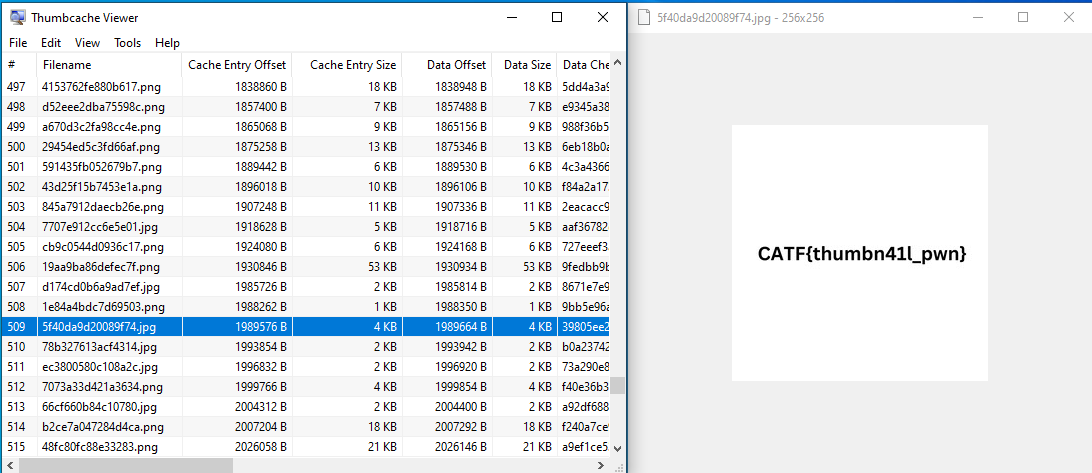 Thumbcache Viewer
File Edit View Tools Help
# Filename Cache Entry Offset Cache Entry Size Data Offset Data Size Data Che
497 4153762fe880b617.png 1838860 B 18 KB 1838948 B 18 KB 5dd4a3a9
498 d52eee2dba75598c.png 1857400 B 7 KB 1857488 B 7 KB e9345a38
499 a670d3c2fa98cc4e.png 1865068 B 9 KB 1865156 B 9 KB 988f36b5
500 29454ed5c3fd66af.png 1875258 B 13 KB 1875346 B 13 KB 6eb18b0a
501 591435fb052679b7.png 1889442 B 6 KB 1889530 B 6 KB 4c3a4366
502 43d25f15b7453e1a.png 1896018 B 10 KB 1896106 B 10 KB f84a2a17
503 845a7912daecb26e.png 1907248 B 11 KB 1907336 B 11 KB 2eacacc9
504 7707e912cc6e5e01.jpg 1918628 B 5 KB 1918716 B 5 KB aaf36782
505 cb9c0544d0936c17.png 1924080 B 6 KB 1924168 B 6 KB 727eeef3
506 19aa9ba86defec7f.png 1930846 B 53 KB 1930934 B 53 KB 9fedbb9b
507 d174cd0b6a9ad7ef.jpg 1985726 B 2 KB 1985814 B 2 KB 8671e7e9
508 1e84a4bdc7d69503.png 1988262 B 1 KB 1988350 B 1 KB 9bb5e96a
509 5f40da9d20089f74.jpg 1989576 B 4 KB 1989664 B 4 KB 39805ee2
510 78b327613acf4314.jpg 1993854 B 2 KB 1993942 B 2 KB b0a23742
511 ec3800580c108a2c.jpg 1996832 B 2 KB 1996920 B 2 KB 73a290e8
512 7073a33d421a3634.png 1999766 B 4 KB 1999854 B 4 KB f40e36b3
513 66cf660b84c10780.jpg 2004312 B 2 KB 2004400 B 2 KB a92df688
514 b2ce7a047284d4ca.png 2007204 B 18 KB 2007292 B 18 KB f240a7ce
515 48fc80fc88e33283.png 2026058 B 21 KB 2026146 B 21 KB a9ef1ce5
5f40da9d20089f74.jpg - 256x256
CATF{thumbn41l_pwn}